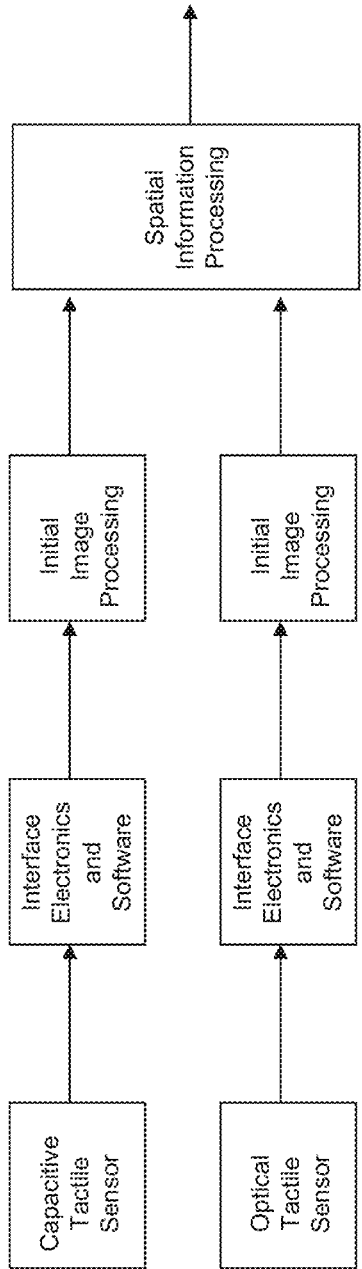 Capacitive
Tactile
Sensor
Interface
Electronics
and
Software
Initial
Image
Processing
Optical
Tactile
Sensor
Interface
Electronics
and
Software
Initial
Image
Processing
Spatial
Information
Processing